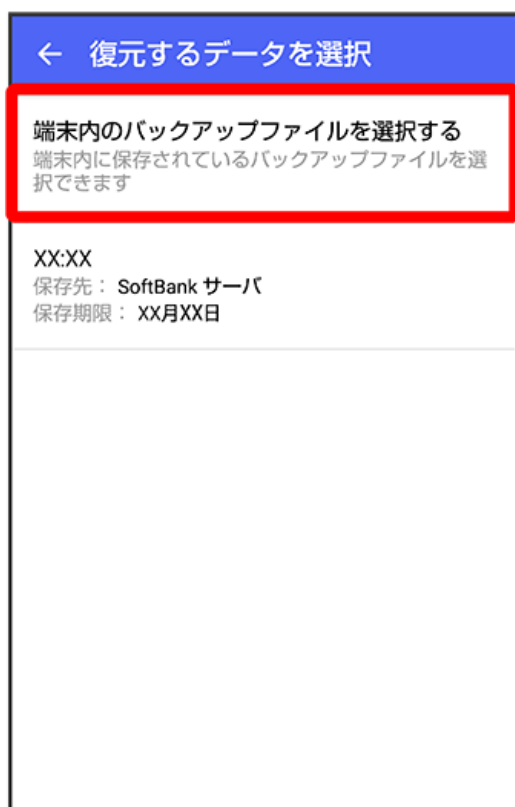 ← 復元するデータを選択
端末内のバックアップファイルを選択する
端末内に保存されているバックアップファイルを選
択できます
XX:XX
保存先： SoftBank サーバ
保存期限： XX月XX日